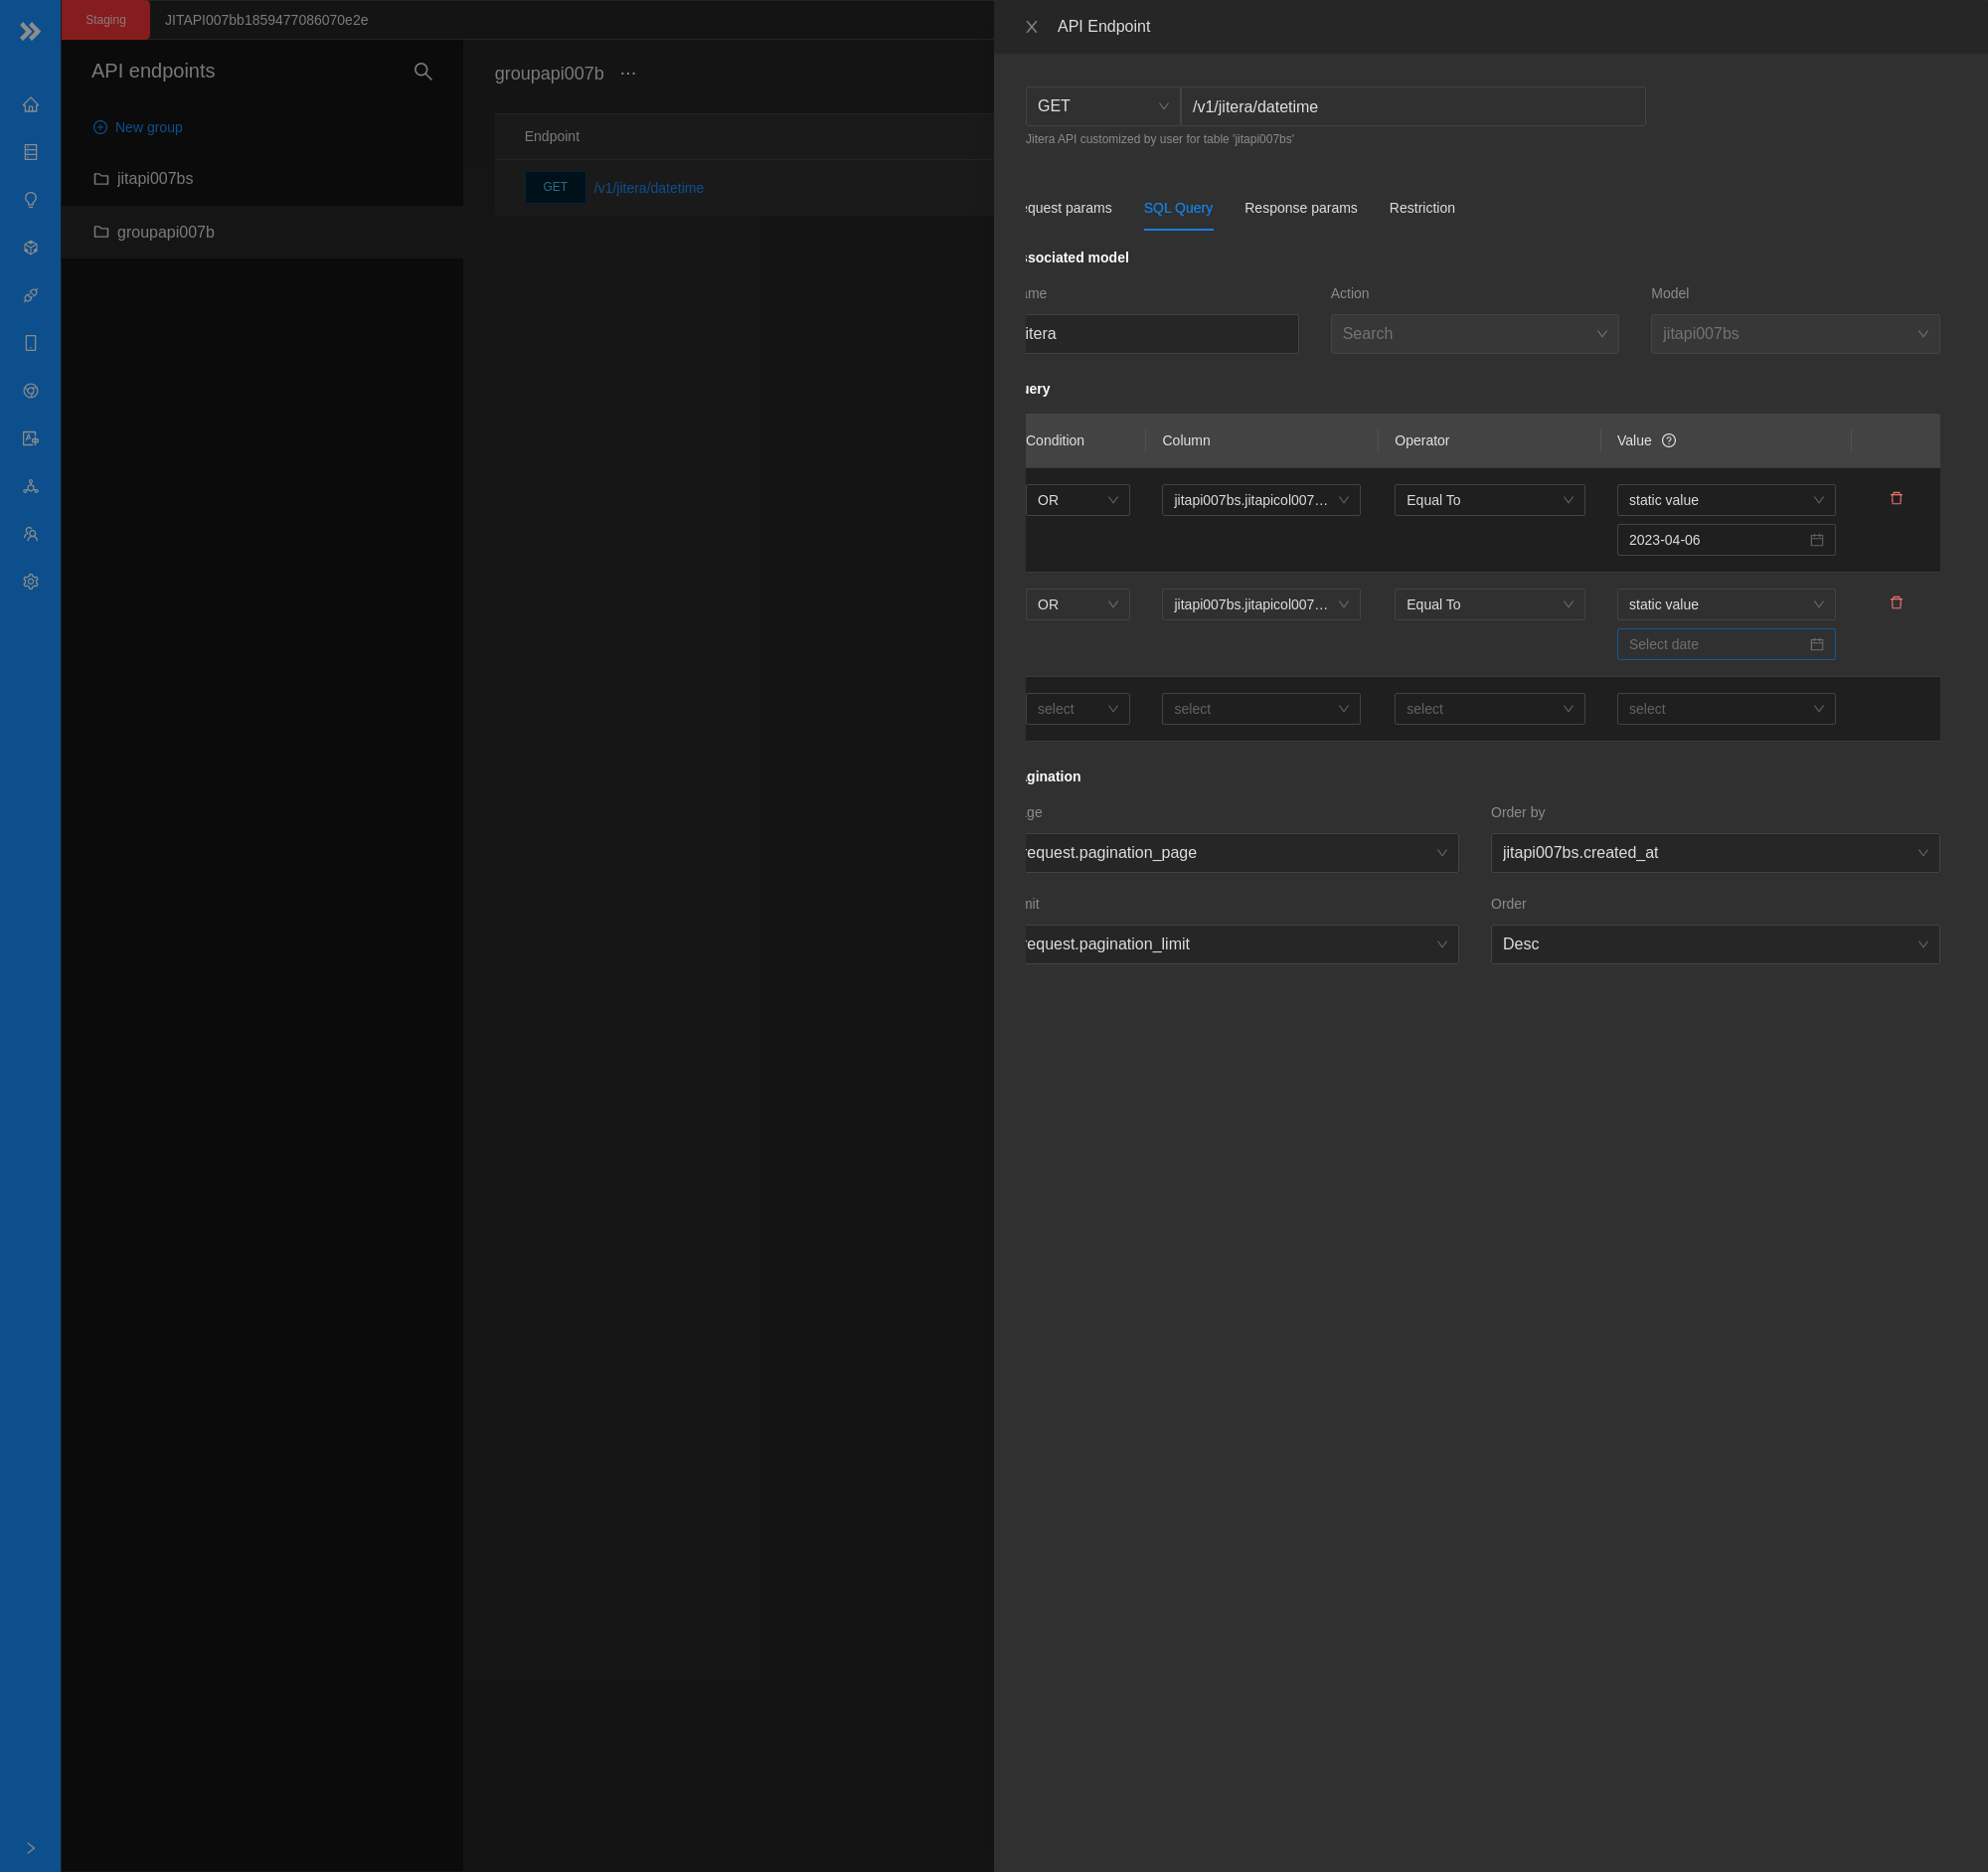 Staging
JITAPI007bb1859477086070e2e
API endpoints
New group
jitapi007bs
groupapi007b
groupapi007b ···
Endpoint
GET /v1/jitera/datetime
API Endpoint
GET /v1/jitera/datetime
Jitera API customized by user for table 'jitapi007bs'
equest params SQL Query Response params Restriction
ssociated model
ame Action Model
itera Search jitapi007bs
uery
Condition Column Operator Value
OR jitapi007bs.jitapicol007… Equal To static value
2023-04-06
OR jitapi007bs.jitapicol007… Equal To static value
Select date
select select select select
agination
age Order by
request.pagination_page jitapi007bs.created_at
mit Order
request.pagination_limit Desc